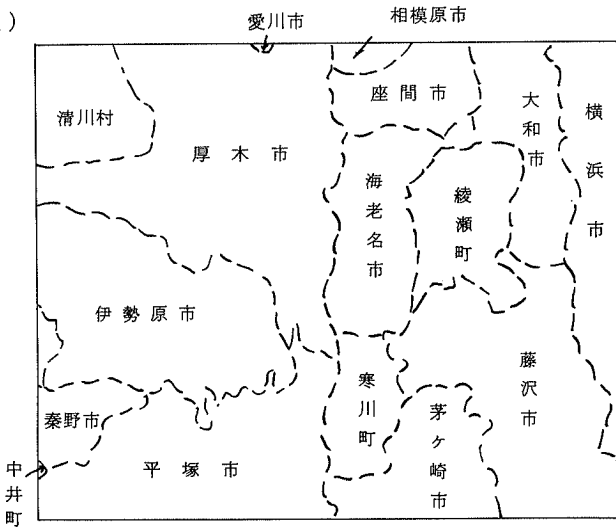 )
愛川市
相模原市
清川村
厚木市
座間市
大和市
横浜市
海老名市
綾瀬町
伊勢原市
藤沢市
寒川町
茅ヶ崎市
秦野市
平塚市
中井町